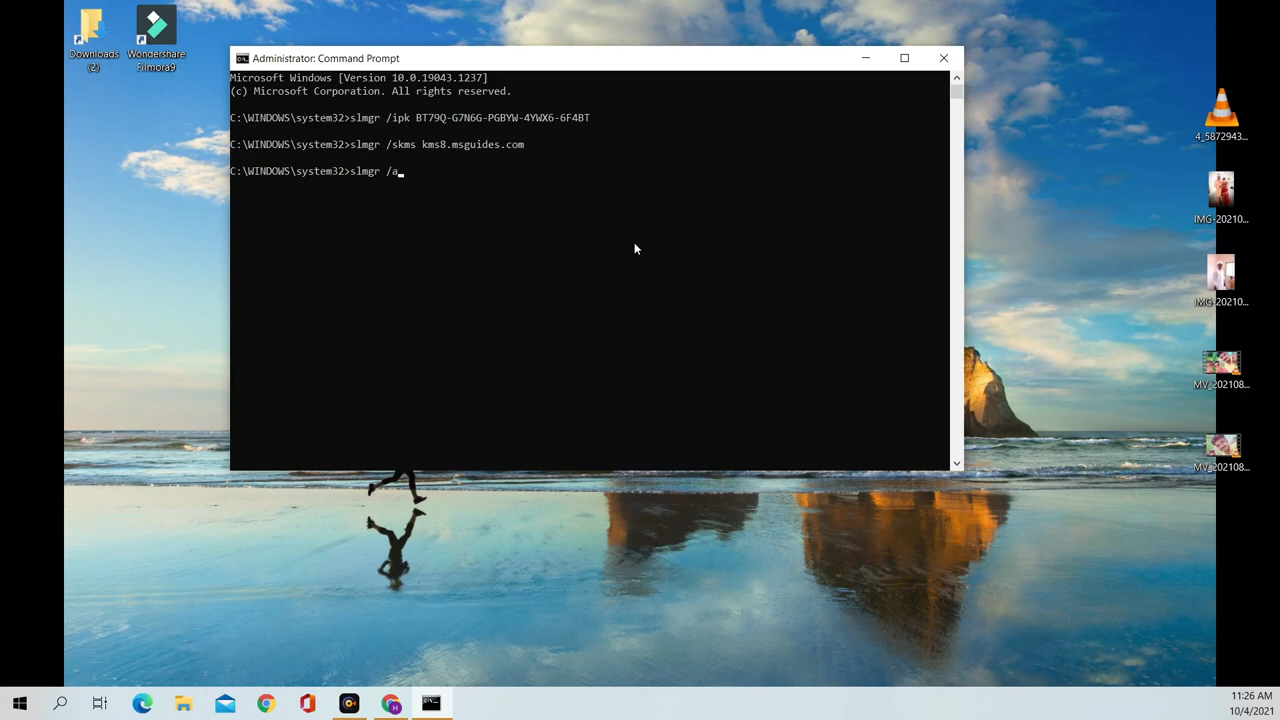 Downloads
(2)
Wondershare
Filmora9
Administrator: Command Prompt
Microsoft Windows [Version 10.0.19043.1237]
(c) Microsoft Corporation. All rights reserved.
C:\WINDOWS\system32>slmgr /ipk BT79Q-G7N6G-PGBYW-4YWX6-6F4BT
C:\WINDOWS\system32>slmgr /skms kms8.msguides.com
C:\WINDOWS\system32>slmgr /a
4_5872943...
IMG-20210...
IMG-20210...
MV_202108...
MV_202108...
H
11:26 AM
10/4/2021